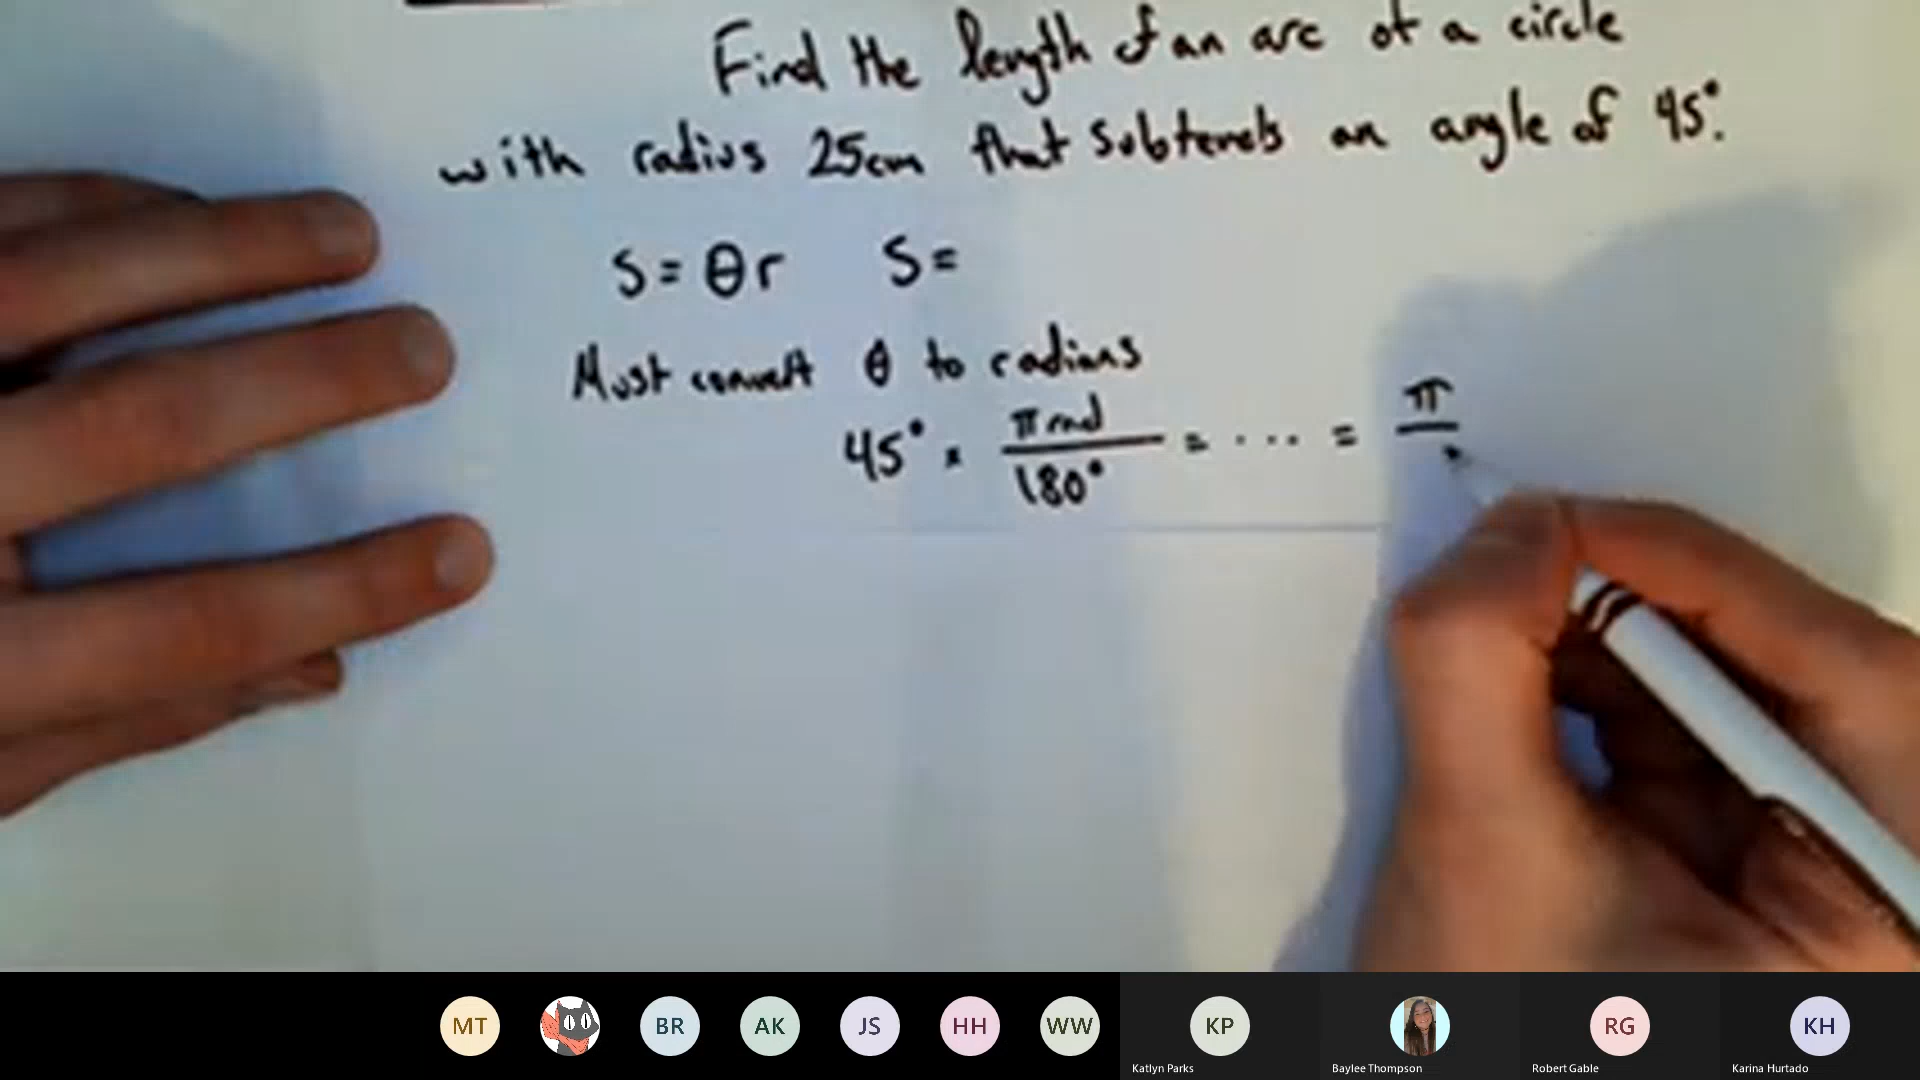 Find the length of an arc of a circle
with radius 25cm that subtends an angle of 45°.
S = θr S =
Must convert θ to radians
45° · π rad / 180° = ... = π /
MT BR AK JS HH WW KP RG KH
Katlyn Parks Baylee Thompson Robert Gable Karina Hurtado